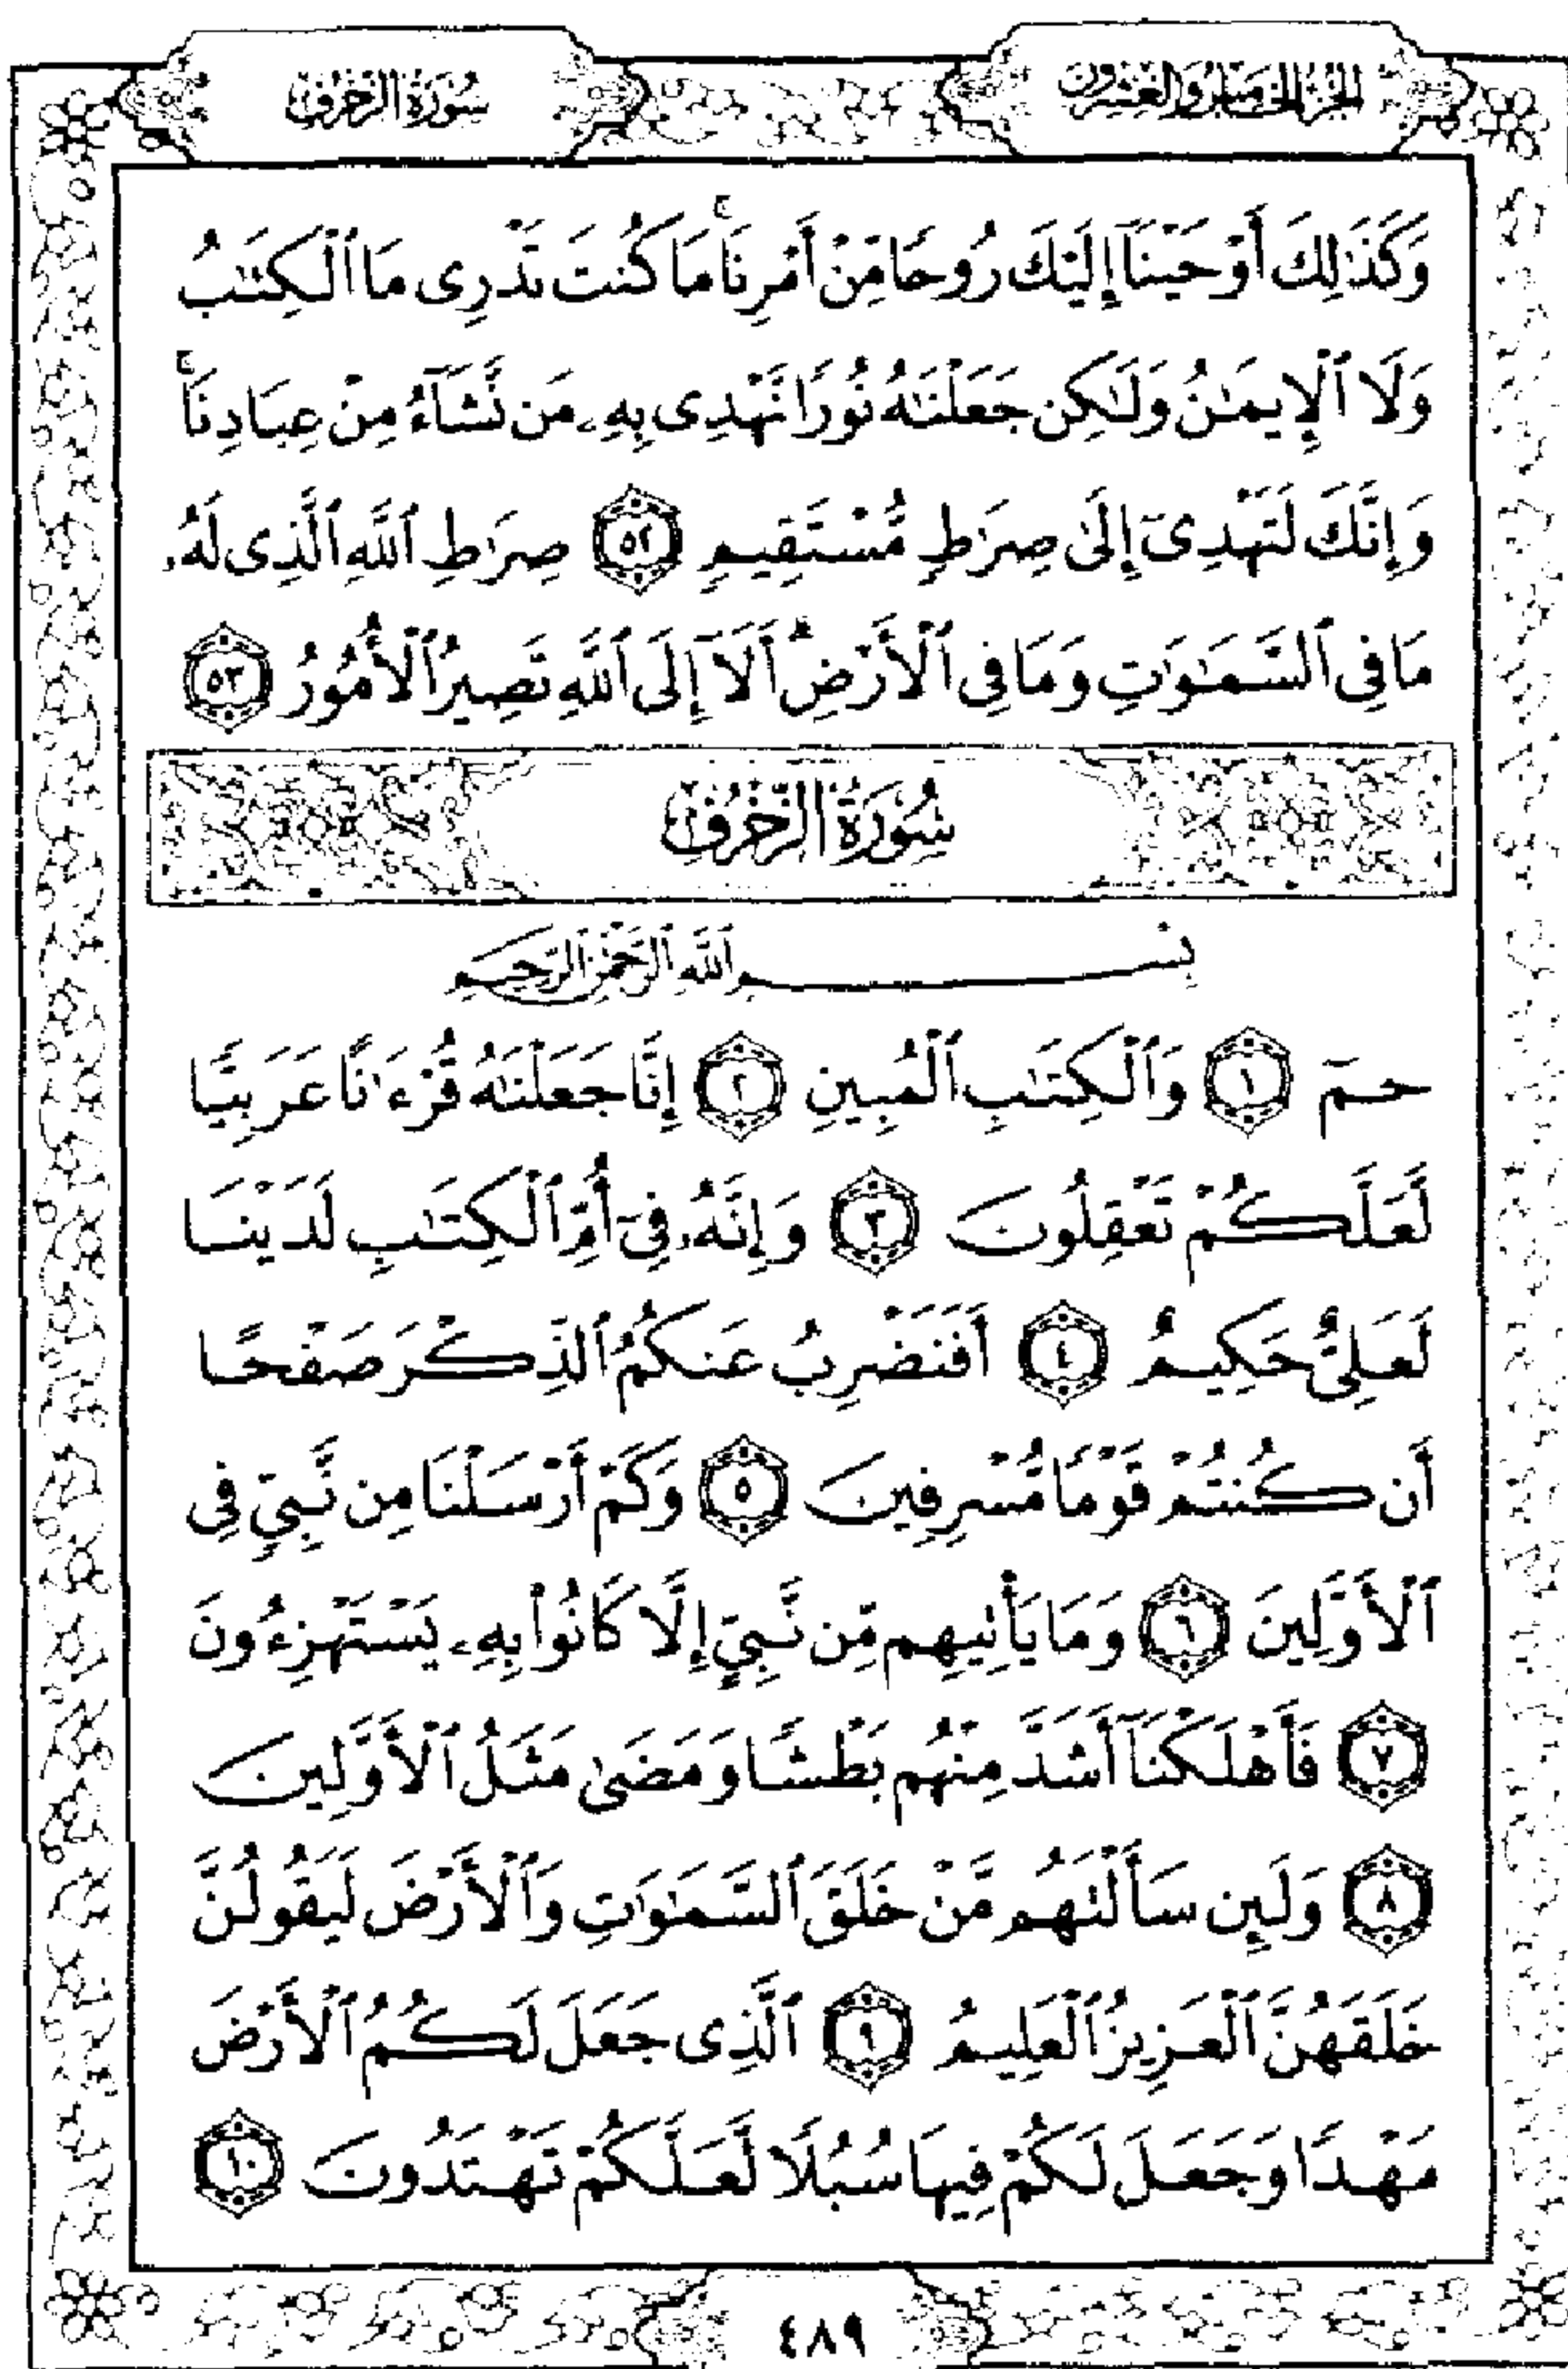 الجزء الخامس والعشرون
سورة الزخرف
وَكَذَٰلِكَ أَوْحَيْنَآ إِلَيْكَ رُوحًا مِّنْ أَمْرِنَا ۚ مَا كُنتَ تَدْرِى مَا ٱلْكِتَٰبُ
وَلَا ٱلْإِيمَٰنُ وَلَٰكِن جَعَلْنَٰهُ نُورًا نَّهْدِى بِهِۦ مَن نَّشَآءُ مِنْ عِبَادِنَا ۚ
وَإِنَّكَ لَتَهْدِىٓ إِلَىٰ صِرَٰطٍ مُّسْتَقِيمٍ ٥٢ صِرَٰطِ ٱللَّهِ ٱلَّذِى لَهُۥ
مَا فِى ٱلسَّمَٰوَٰتِ وَمَا فِى ٱلْأَرْضِ ۗ أَلَآ إِلَى ٱللَّهِ تَصِيرُ ٱلْأُمُورُ ٥٣
سُورَةُ الزُّخْرُفِ
بِسْمِ ٱللَّهِ ٱلرَّحْمَٰنِ ٱلرَّحِيمِ
حمٓ ١ وَٱلْكِتَٰبِ ٱلْمُبِينِ ٢ إِنَّا جَعَلْنَٰهُ قُرْءَٰنًا عَرَبِيًّا
لَّعَلَّكُمْ تَعْقِلُونَ ٣ وَإِنَّهُۥ فِىٓ أُمِّ ٱلْكِتَٰبِ لَدَيْنَا
لَعَلِىٌّ حَكِيمٌ ٤ أَفَنَضْرِبُ عَنكُمُ ٱلذِّكْرَ صَفْحًا
أَن كُنتُمْ قَوْمًا مُّسْرِفِينَ ٥ وَكَمْ أَرْسَلْنَا مِن نَّبِىٍّ فِى
ٱلْأَوَّلِينَ ٦ وَمَا يَأْتِيهِم مِّن نَّبِىٍّ إِلَّا كَانُوا۟ بِهِۦ يَسْتَهْزِءُونَ
٧ فَأَهْلَكْنَآ أَشَدَّ مِنْهُم بَطْشًا وَمَضَىٰ مَثَلُ ٱلْأَوَّلِينَ
٨ وَلَئِن سَأَلْتَهُم مَّنْ خَلَقَ ٱلسَّمَٰوَٰتِ وَٱلْأَرْضَ لَيَقُولُنَّ
خَلَقَهُنَّ ٱلْعَزِيزُ ٱلْعَلِيمُ ٩ ٱلَّذِى جَعَلَ لَكُمُ ٱلْأَرْضَ
مَهْدًا وَجَعَلَ لَكُمْ فِيهَا سُبُلًا لَّعَلَّكُمْ تَهْتَدُونَ ١٠
٤٨٩